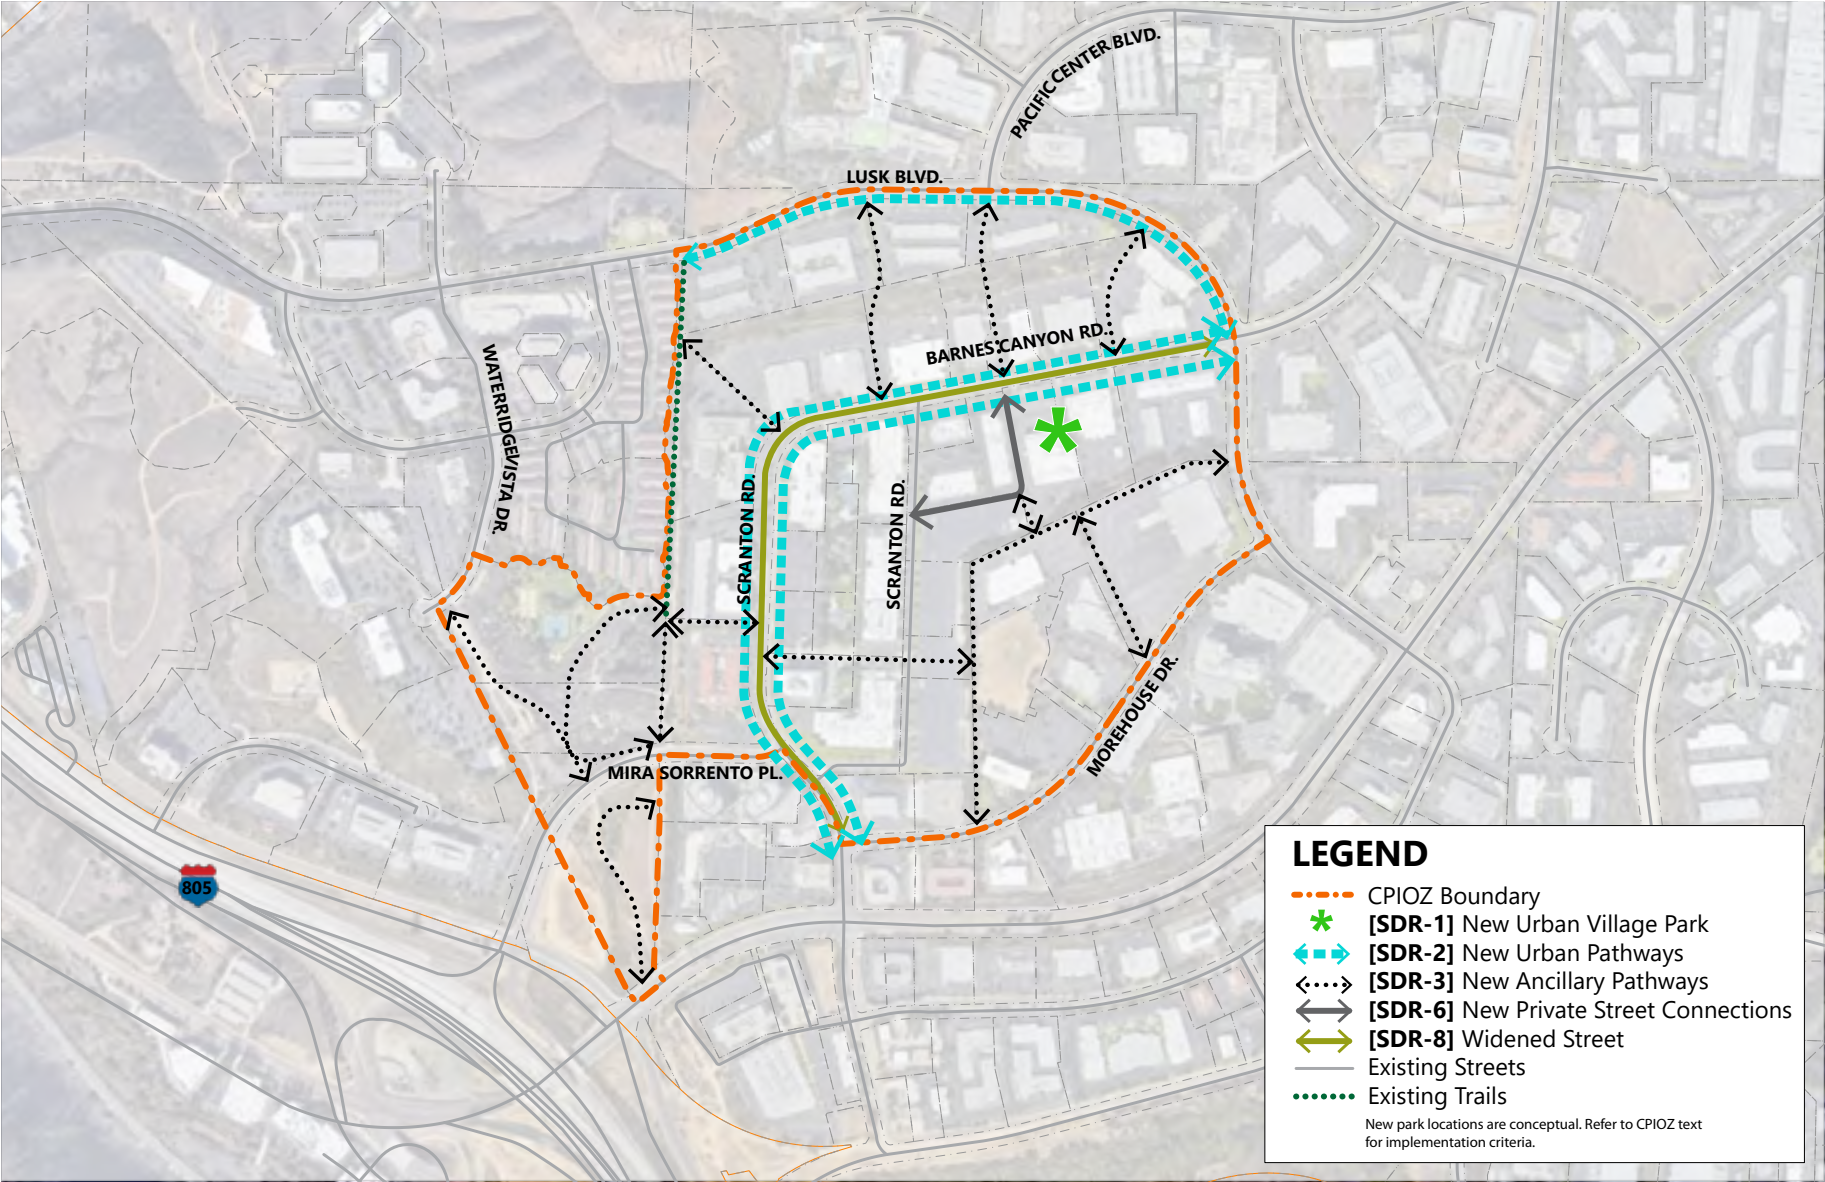 PACIFIC CENTER BLVD.
LUSK BLVD.
BARNES CANYON RD.
WATERRIDGE VISTA DR.
SCRANTON RD.
SCRANTON RD.
MOREHOUSE DR.
MIRA SORRENTO PL.
805
LEGEND
CPIOZ Boundary
[SDR-1] New Urban Village Park
[SDR-2] New Urban Pathways
[SDR-3] New Ancillary Pathways
[SDR-6] New Private Street Connections
[SDR-8] Widened Street
Existing Streets
Existing Trails
New park locations are conceptual. Refer to CPIOZ text
for implementation criteria.